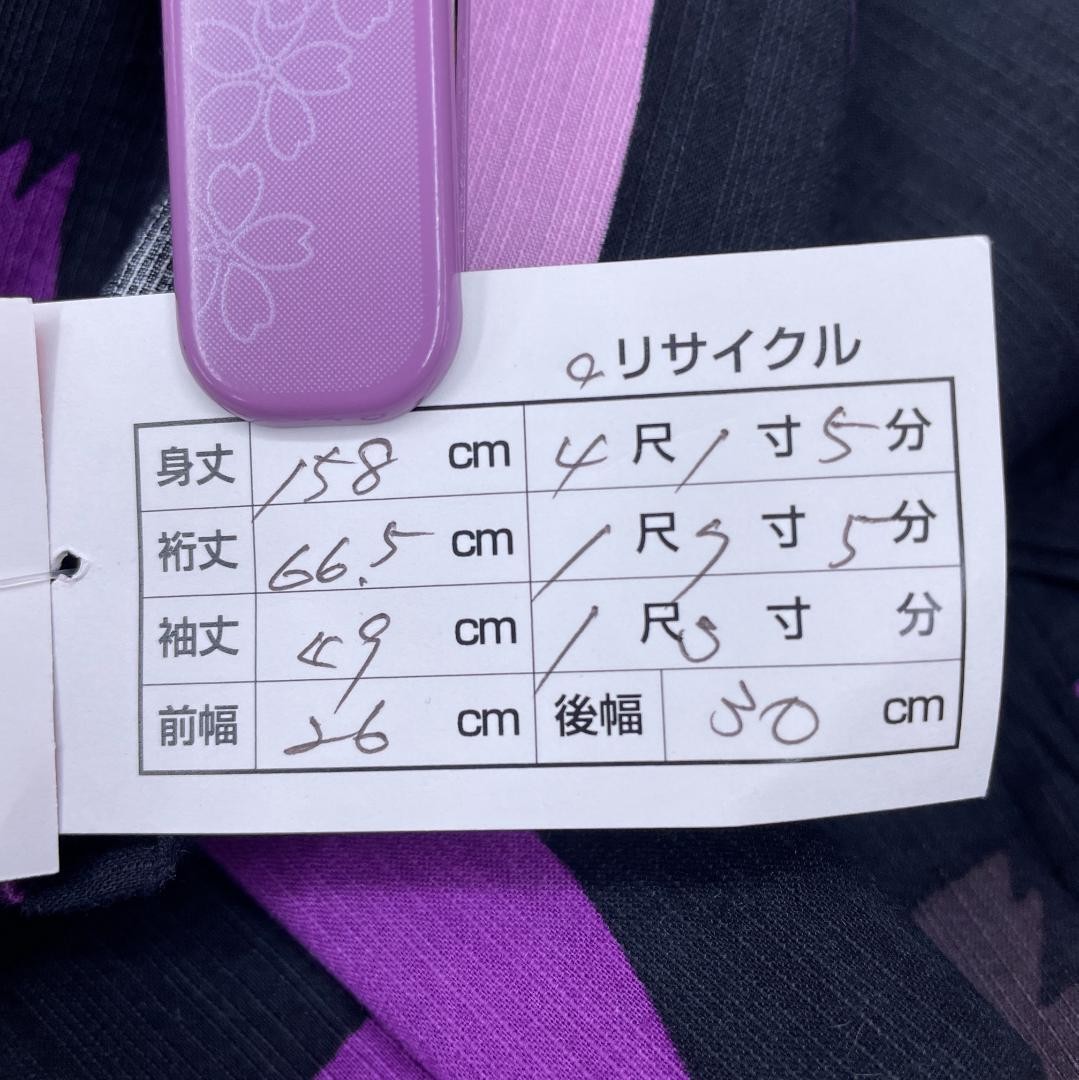 リサイクル
身丈 158 cm 4尺1寸5分
裄丈 66.5 cm 1尺7寸5分
袖丈 49 cm 1尺3寸 分
前幅 26 cm 後幅 30 cm